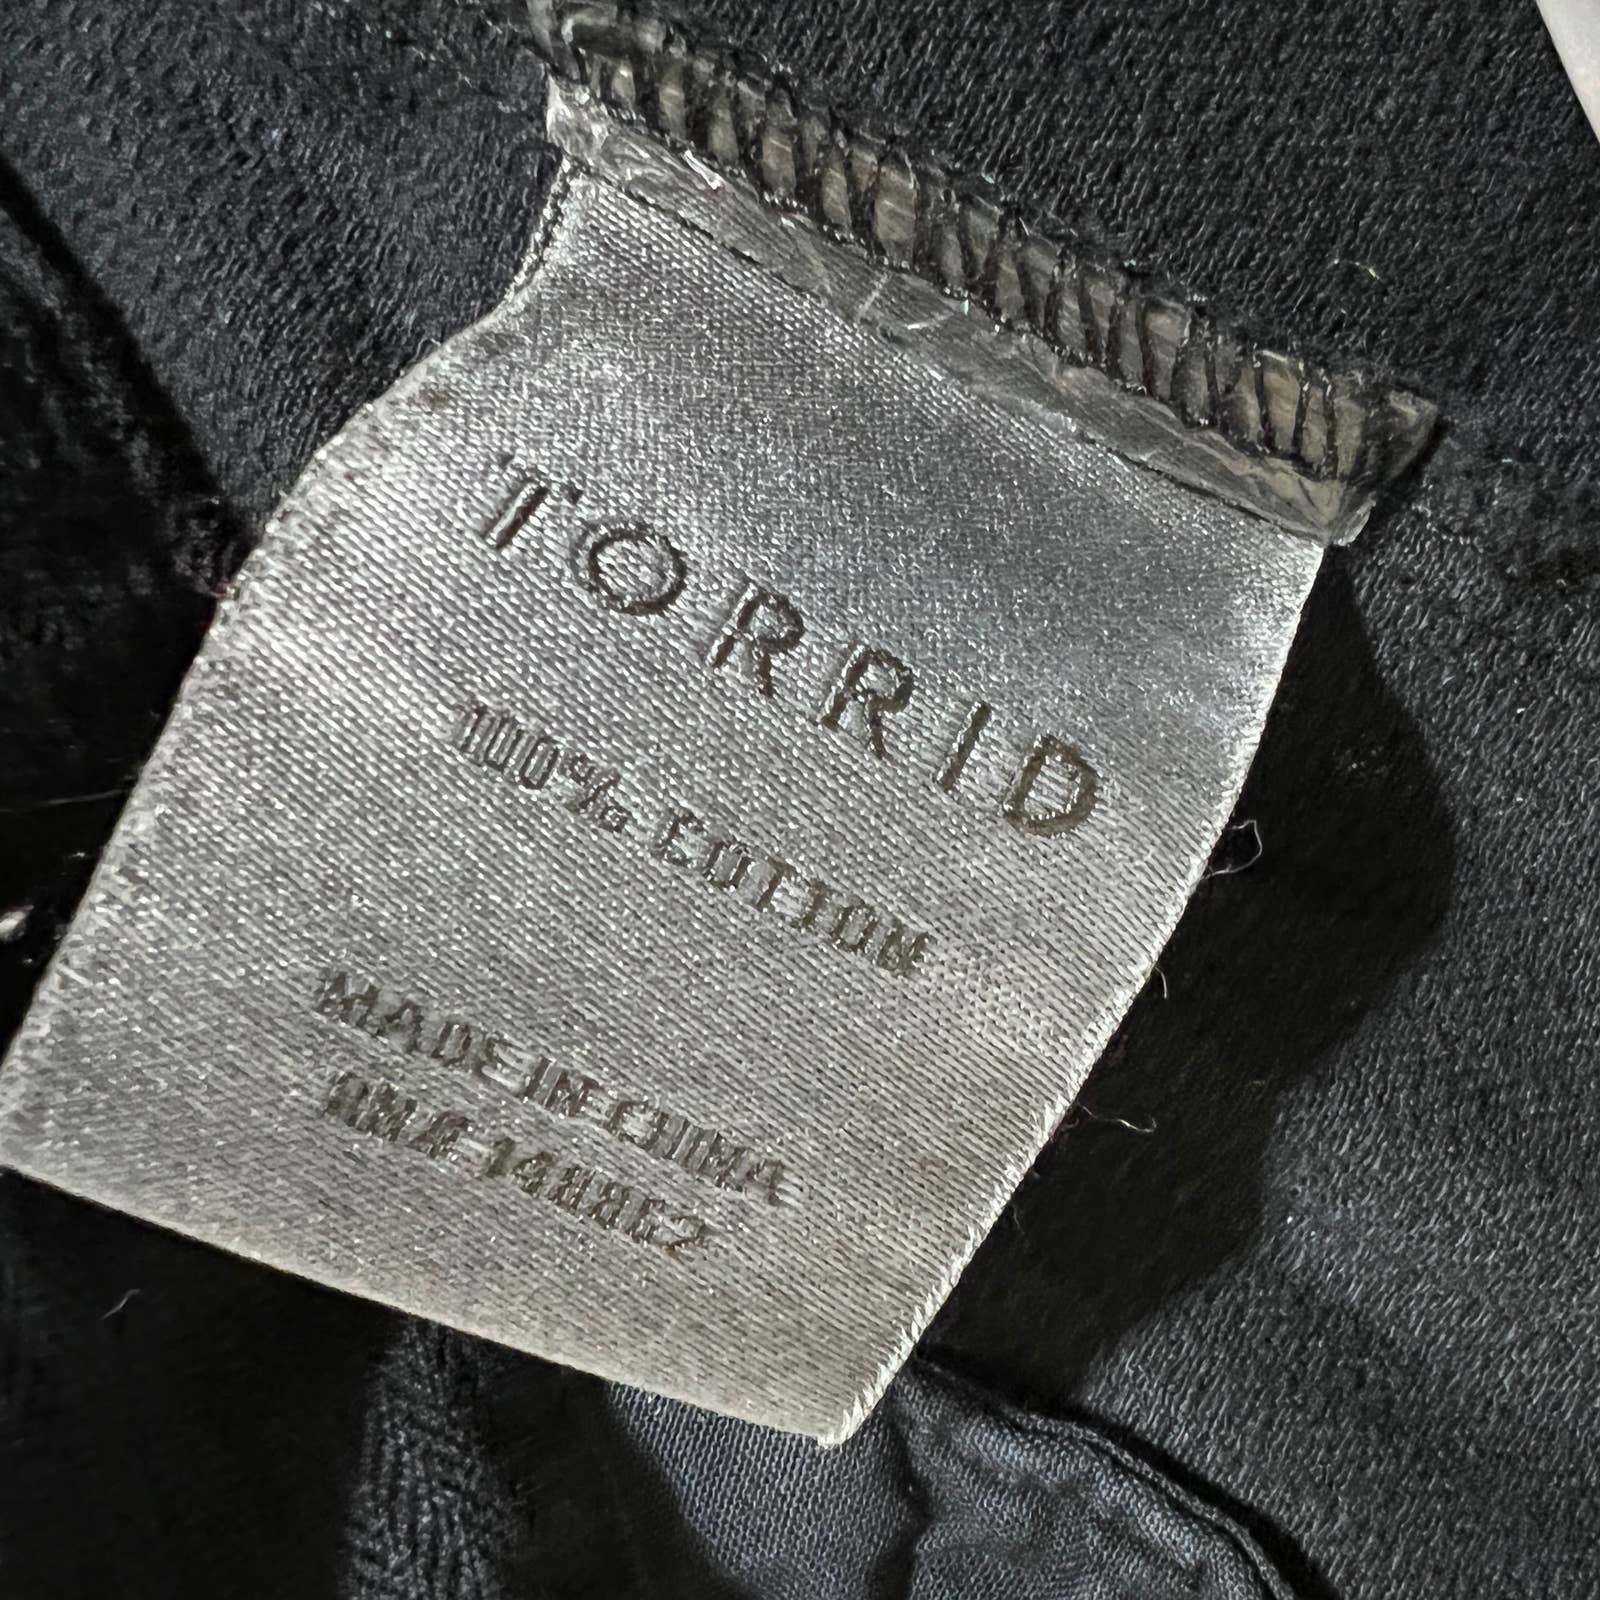 TORRID
100% COTTON
MADE IN CHINA
RN# 148862